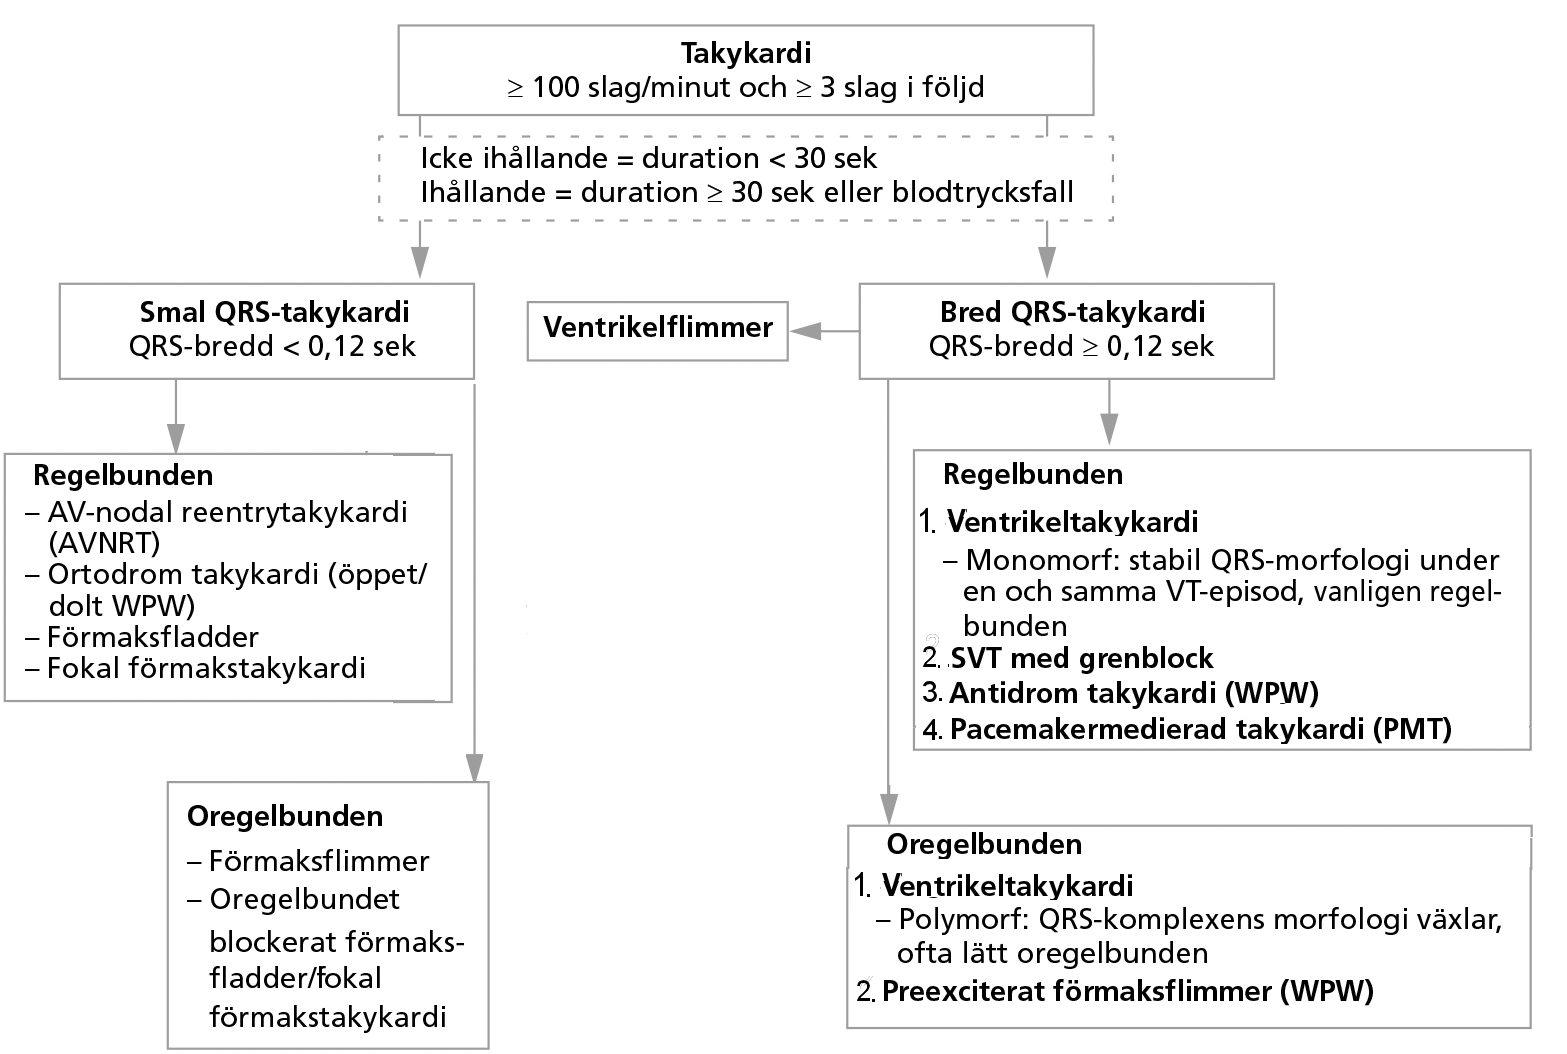 Takykardi
≥ 100 slag/minut och ≥ 3 slag i följd
Icke ihållande = duration < 30 sek
Ihållande = duration ≥ 30 sek eller blodtrycksfall
Smal QRS-takykardi
QRS-bredd < 0,12 sek
Ventrikelflimmer
Bred QRS-takykardi
QRS-bredd ≥ 0,12 sek
Regelbunden
– AV-nodal reentrytakykardi
(AVNRT)
– Ortodrom takykardi (öppet/
dolt WPW)
– Förmaksfladder
– Fokal förmakstakykardi
Regelbunden
1. Ventrikeltakykardi
– Monomorf: stabil QRS-morfologi under
en och samma VT-episod, vanligen regel-
bunden
2. SVT med grenblock
3. Antidrom takykardi (WPW)
4. Pacemakermedierad takykardi (PMT)
Oregelbunden
– Förmaksflimmer
– Oregelbundet
blockerat förmaks-
fladder/fokal
förmakstakykardi
Oregelbunden
1. Ventrikeltakykardi
– Polymorf: QRS-komplexens morfologi växlar,
ofta lätt oregelbunden
2. Preexciterat förmaksflimmer (WPW)